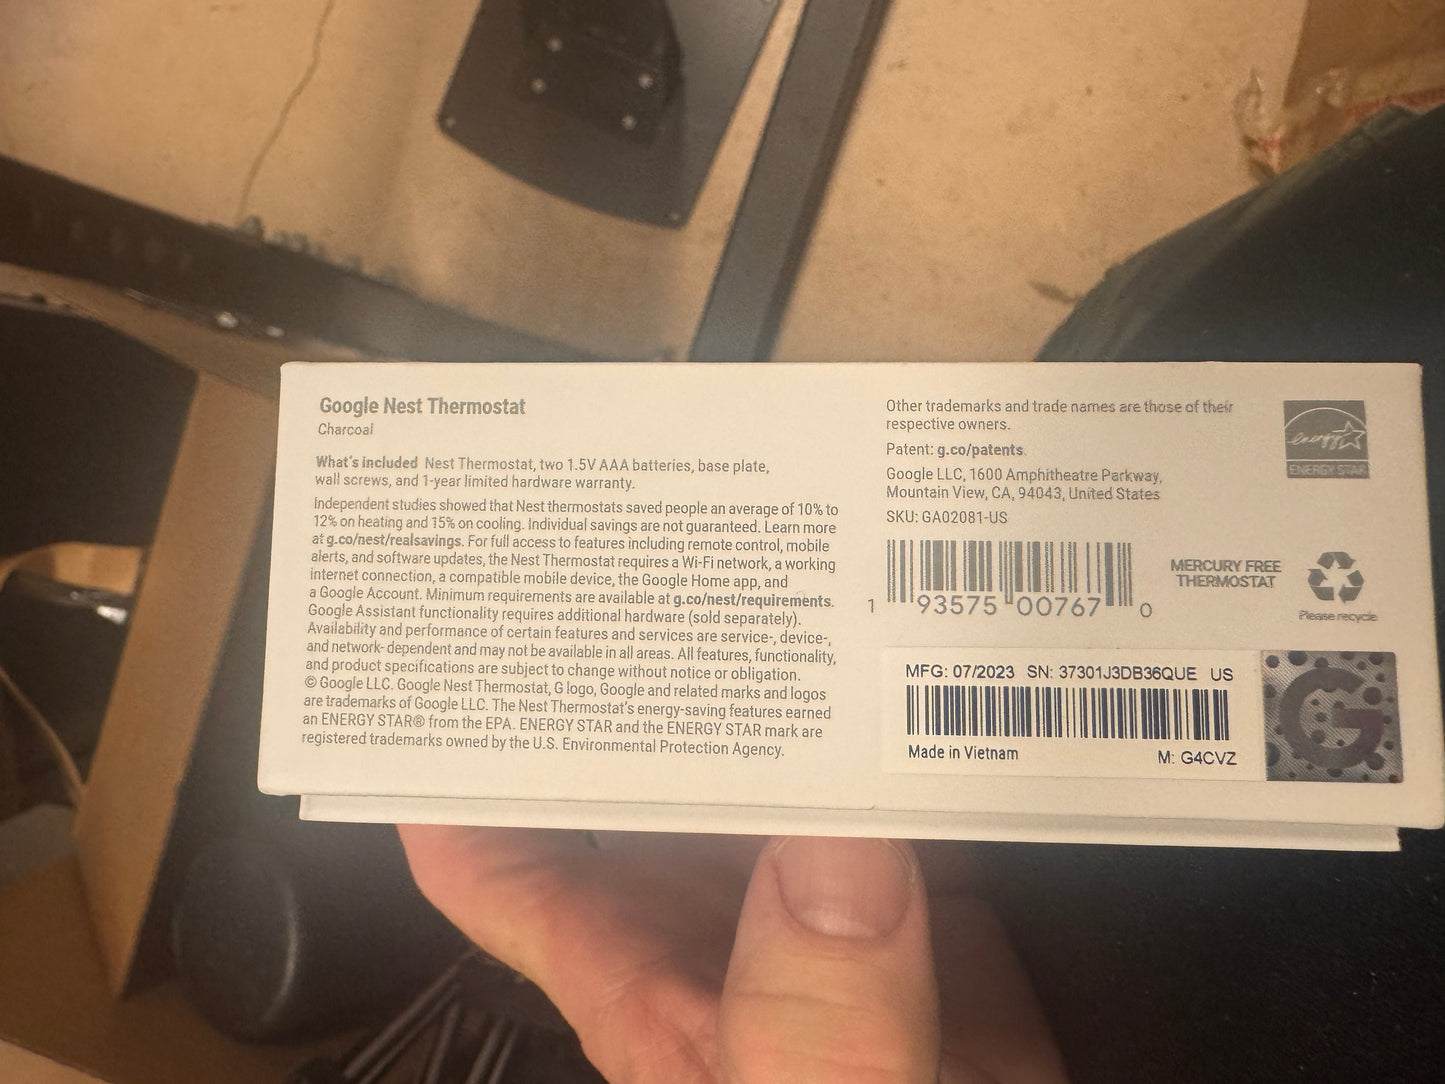 Google Nest Thermostat
Charcoal
What's included Nest Thermostat, two 1.5V AAA batteries, base plate,
wall screws, and 1-year limited hardware warranty.
Independent studies showed that Nest thermostats saved people an average of 10% to
12% on heating and 15% on cooling. Individual savings are not guaranteed. Learn more
at g.co/nest/realsavings. For full access to features including remote control, mobile
alerts, and software updates, the Nest Thermostat requires a Wi-Fi network, a working
internet connection, a compatible mobile device, the Google Home app, and
a Google Account. Minimum requirements are available at g.co/nest/requirements.
Google Assistant functionality requires additional hardware (sold separately).
Availability and performance of certain features and services are service-, device-,
and network-dependent and may not be available in all areas. All features, functionality,
and product specifications are subject to change without notice or obligation.
© Google LLC. Google Nest Thermostat, G logo, Google and related marks and logos
are trademarks of Google LLC. The Nest Thermostat's energy-saving features earned
an ENERGY STAR® from the EPA. ENERGY STAR and the ENERGY STAR mark are
registered trademarks owned by the U.S. Environmental Protection Agency.
Other trademarks and trade names are those of their
respective owners.
Patent: g.co/patents.
Google LLC, 1600 Amphitheatre Parkway,
Mountain View, CA, 94043, United States
SKU: GA02081-US
1 93575 00767 0
energy
ENERGY STAR
MERCURY FREE
THERMOSTAT
Please recycle
MFG: 07/2023 SN: 37301J3DB36QUE US
Made in Vietnam M: G4CVZ
G